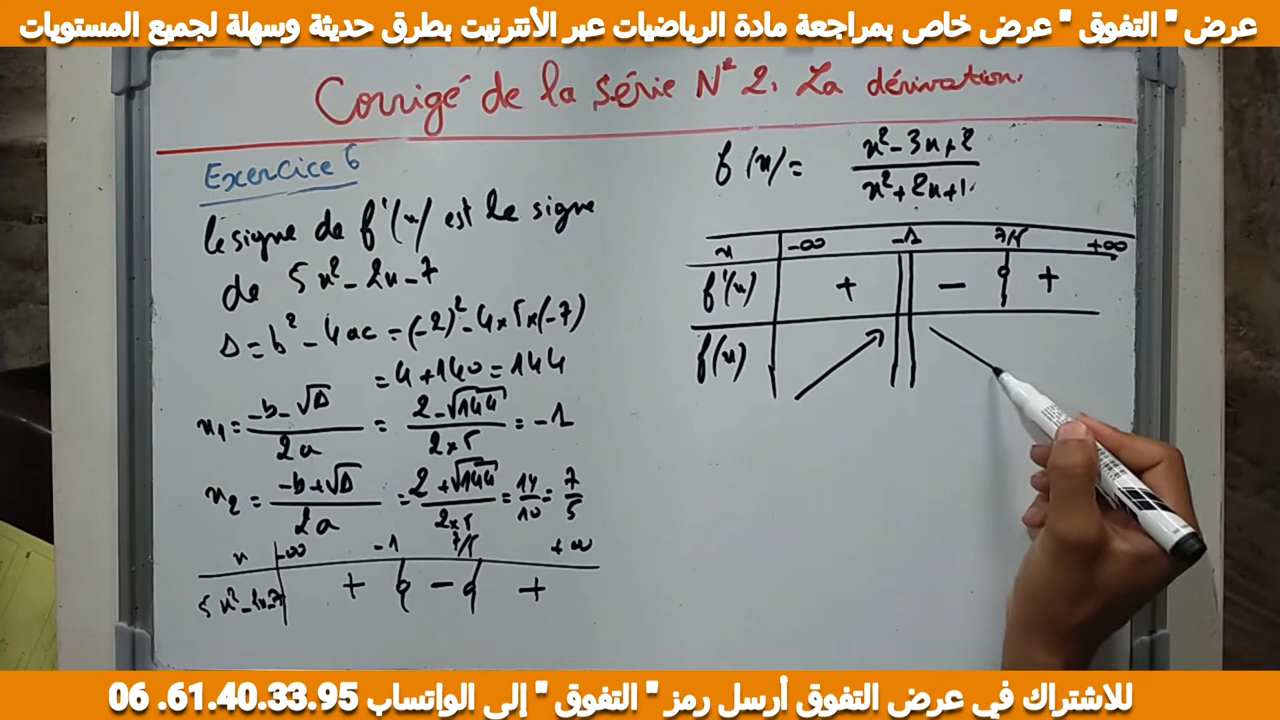 عرض " التفوق " عرض خاص بمراجعة مادة الرياضيات عبر الأنترنيت بطرق حديثة وسهلة لجميع المستويات
Corrigé de la série N° 2. La dérivation.
Exercice 6
le signe de f'(x) est le signe
de 5x² - 2x - 7
Δ = b² - 4ac = (-2)² - 4×5×(-7)
= 4 + 140 = 144
x₁ = (-b - √Δ)/2a = (2 - √144)/(2×5) = -1
x₂ = (-b + √Δ)/2a = (2 + √144)/(2×5) = 14/10 = 7/5
x -∞ -1 7/5 +∞
5x² - 2x - 7 + 0 - 0 +
f(x) = (x² - 3x + 2)/(x² + 2x + 1)
x -∞ -1 7/5 +∞
f'(x) + || - 0 +
f(x)
للاشتراك في عرض التفوق أرسل رمز " التفوق " إلى الواتساب 06.61.40.33.95